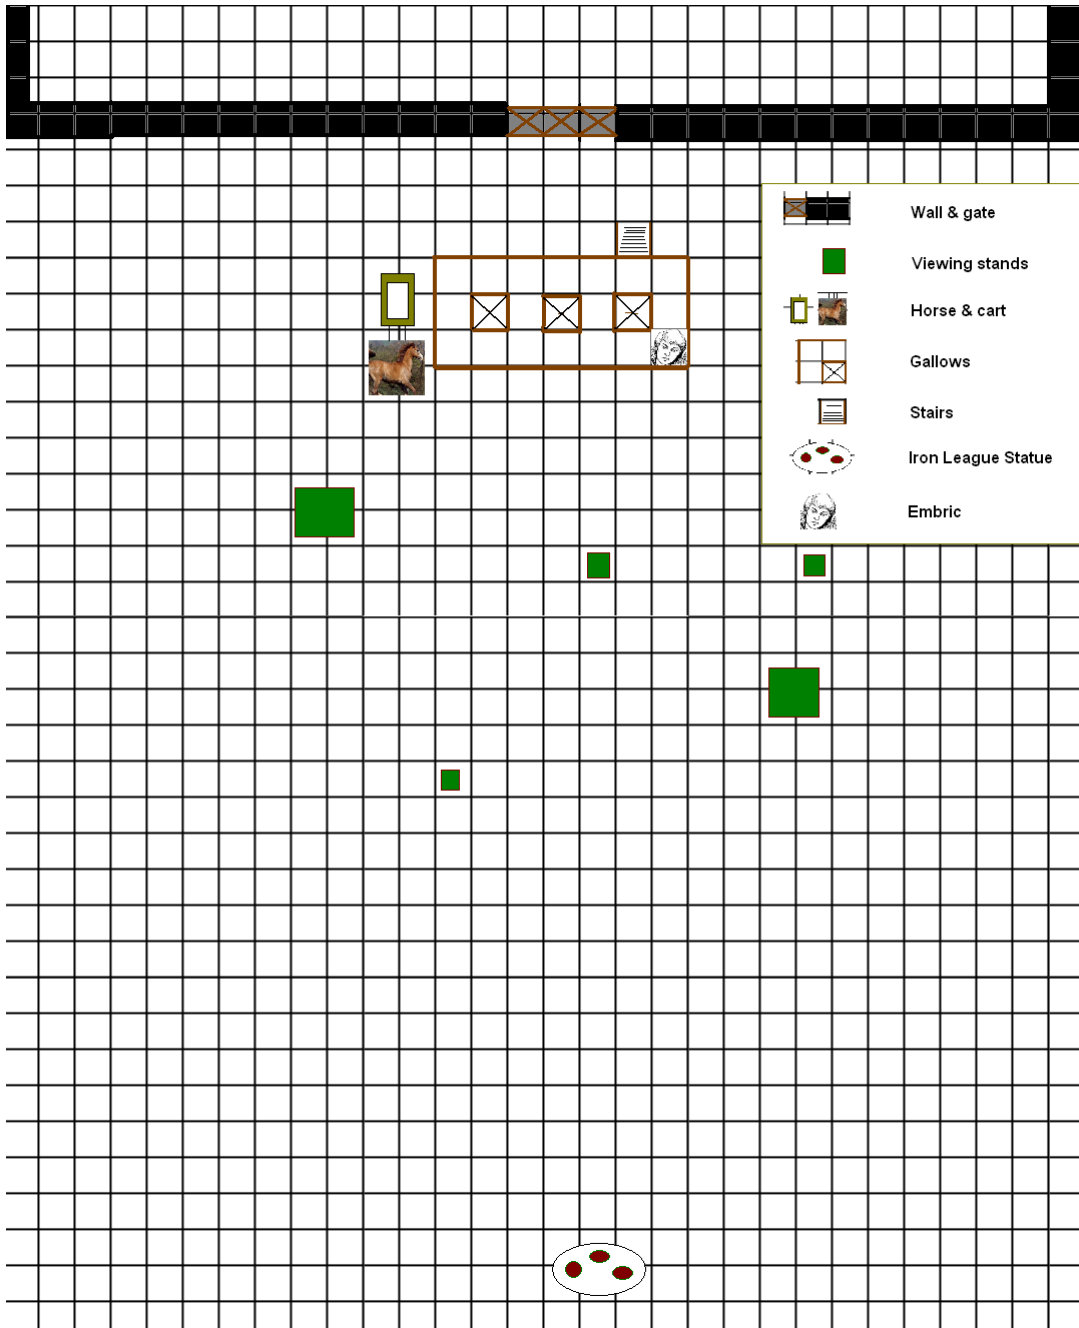 Wall & gate
Viewing stands
Horse & cart
Gallows
Stairs
Iron League Statue
Embric